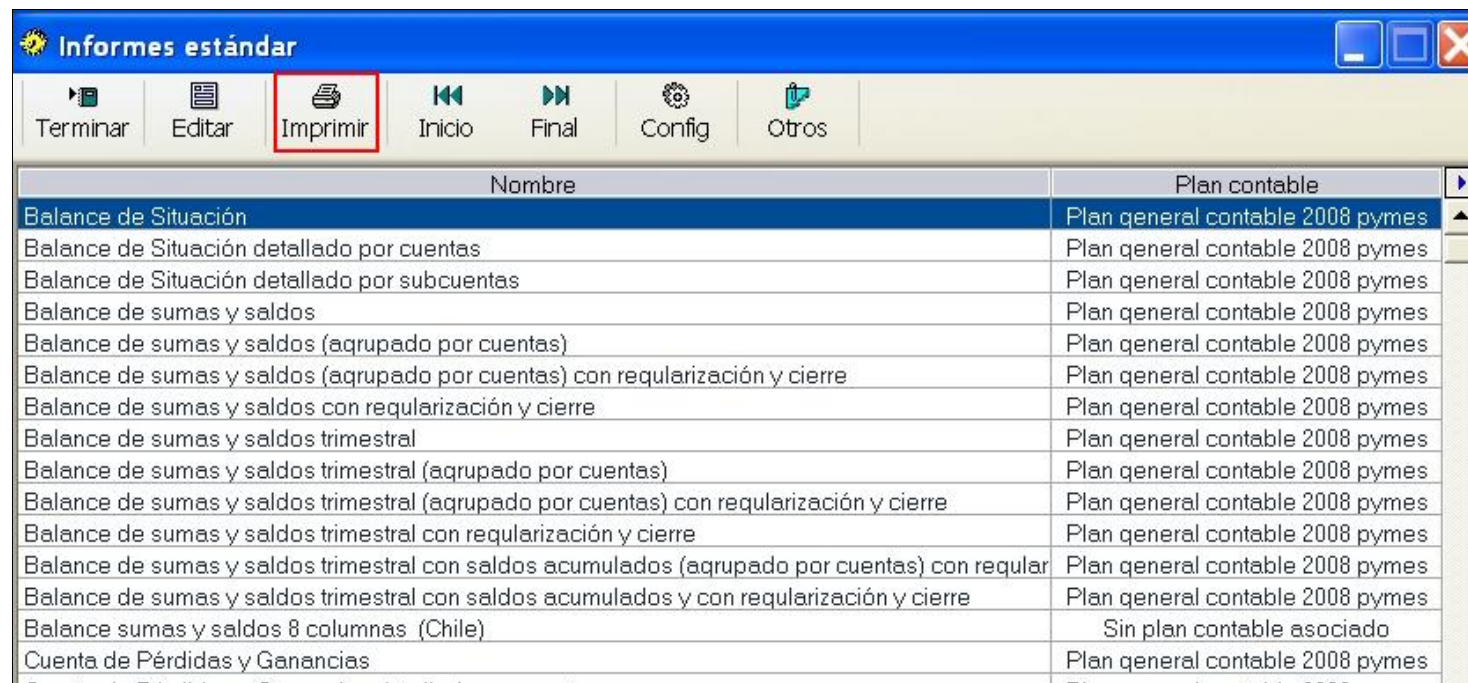 Informes estándar
Terminar Editar Imprimir Inicio Final Config Otros
Nombre Plan contable
Balance de Situación Plan general contable 2008 pymes
Balance de Situación detallado por cuentas Plan general contable 2008 pymes
Balance de Situación detallado por subcuentas Plan general contable 2008 pymes
Balance de sumas y saldos Plan general contable 2008 pymes
Balance de sumas y saldos (agrupado por cuentas) Plan general contable 2008 pymes
Balance de sumas y saldos (agrupado por cuentas) con regularización y cierre Plan general contable 2008 pymes
Balance de sumas y saldos con regularización y cierre Plan general contable 2008 pymes
Balance de sumas y saldos trimestral Plan general contable 2008 pymes
Balance de sumas y saldos trimestral (agrupado por cuentas) Plan general contable 2008 pymes
Balance de sumas y saldos trimestral (agrupado por cuentas) con regularización y cierre Plan general contable 2008 pymes
Balance de sumas y saldos trimestral con regularización y cierre Plan general contable 2008 pymes
Balance de sumas y saldos trimestral con saldos acumulados (agrupado por cuentas) con regular Plan general contable 2008 pymes
Balance de sumas y saldos trimestral con saldos acumulados y con regularización y cierre Plan general contable 2008 pymes
Balance sumas y saldos 8 columnas (Chile) Sin plan contable asociado
Cuenta de Pérdidas y Ganancias Plan general contable 2008 pymes